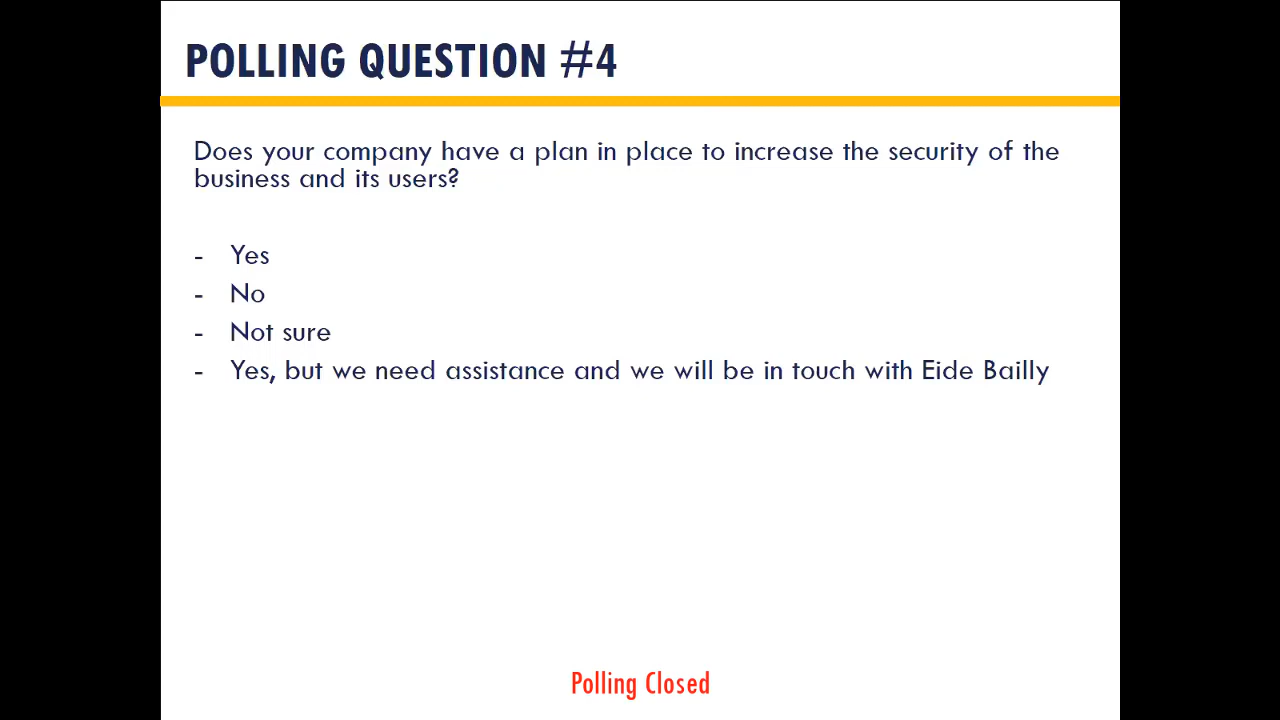 POLLING QUESTION #4
Does your company have a plan in place to increase the security of the
business and its users?
- Yes
- No
- Not sure
- Yes, but we need assistance and we will be in touch with Eide Bailly
Polling Closed